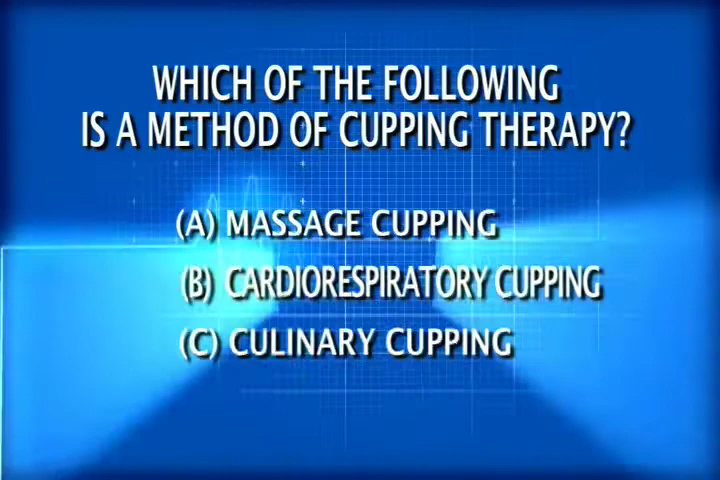 WHICH OF THE FOLLOWING
IS A METHOD OF CUPPING THERAPY?
(A) MASSAGE CUPPING
(B) CARDIORESPIRATORY CUPPING
(C) CULINARY CUPPING